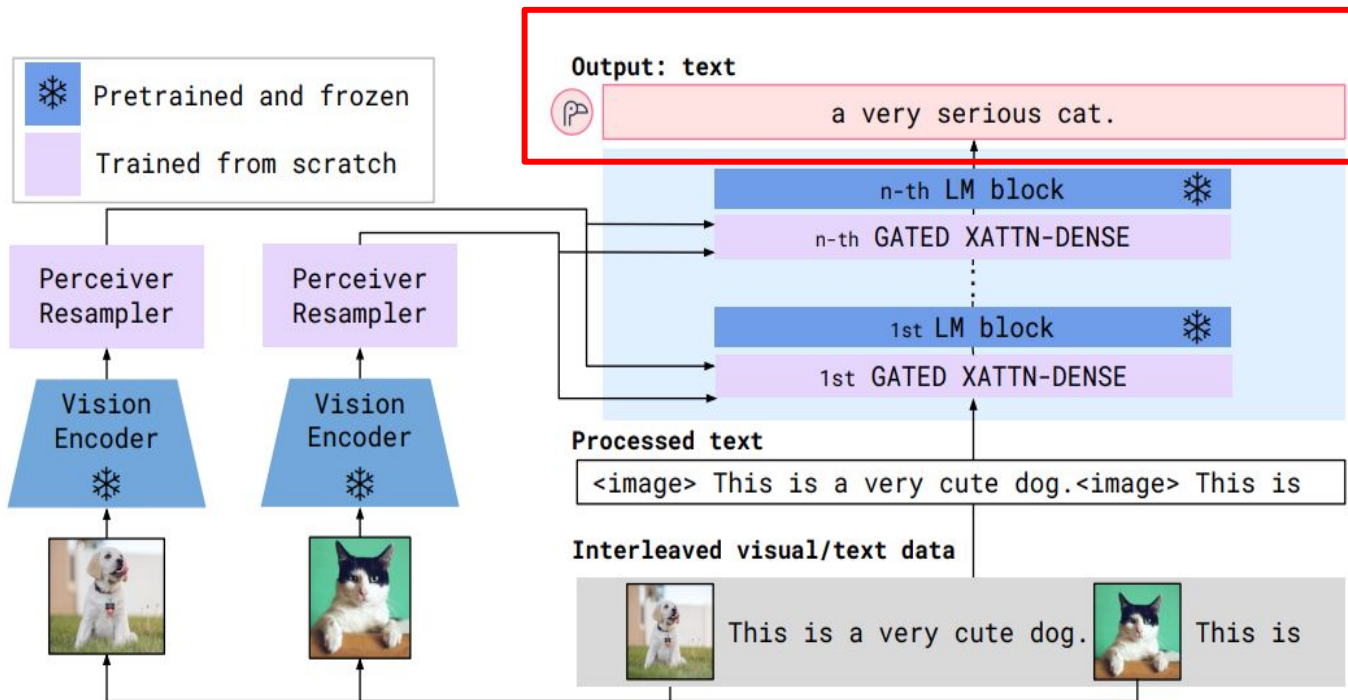 Pretrained and frozen
Trained from scratch
Output: text
a very serious cat.
n-th LM block
n-th GATED XATTN-DENSE
1st LM block
1st GATED XATTN-DENSE
Perceiver
Resampler
Perceiver
Resampler
Vision
Encoder
Vision
Encoder
Processed text
<image> This is a very cute dog.<image> This is
Interleaved visual/text data
This is a very cute dog.
This is